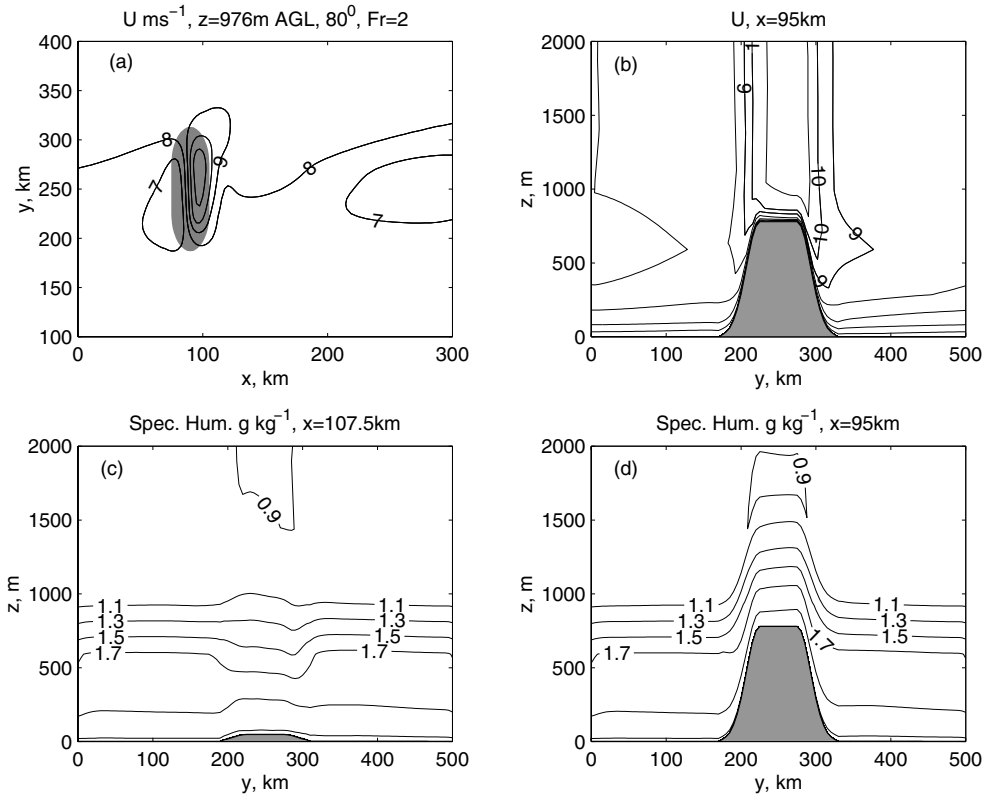 U ms⁻¹, z=976m AGL, 80⁰, Fr=2
(a)
400
350
300
250
200
150
100
y, km
8
7
9
8
7
0 100 200 300
x, km
U, x=95km
(b)
2000
1500
1000
500
0
z, m
1
9
10
10
9
9
0 100 200 300 400 500
y, km
Spec. Hum. g kg⁻¹, x=107.5km
(c)
2000
1500
1000
500
0
z, m
0.9
1.1 1.1
1.3 1.3
1.5 1.5
1.7 1.7
0 100 200 300 400 500
y, km
Spec. Hum. g kg⁻¹, x=95km
(d)
2000
1500
1000
500
0
z, m
0.9
1.1 1.1
1.3 1.3
1.5 1.5
1.7 1.7
0 100 200 300 400 500
y, km